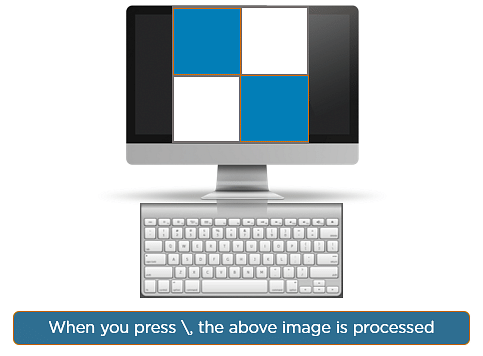 When you press \, the above image is processed